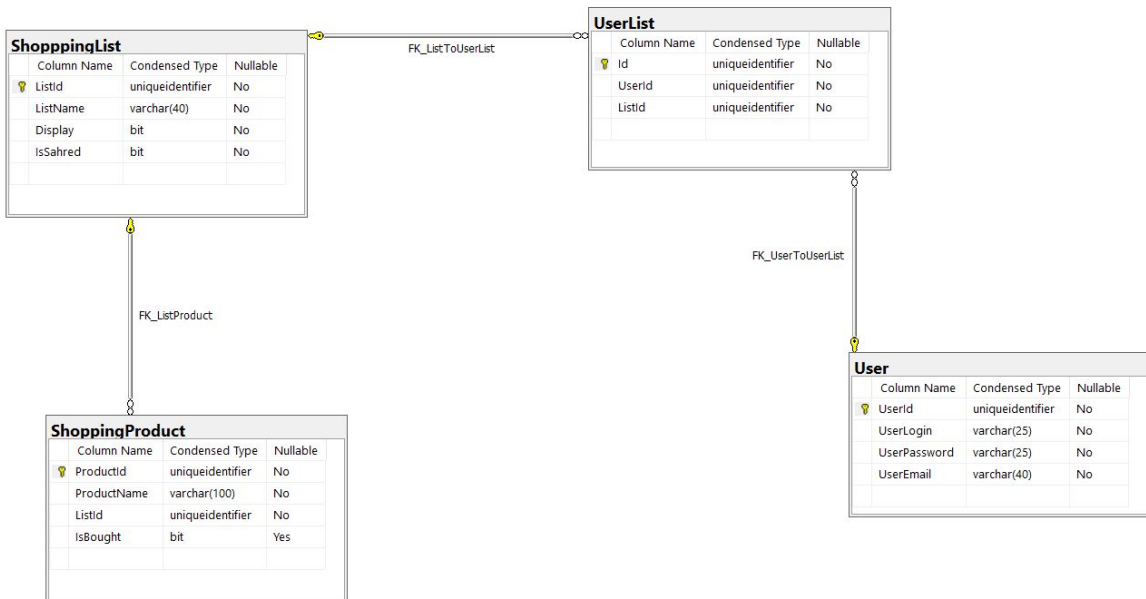 ShopppingList
Column Name Condensed Type Nullable
ListId uniqueidentifier No
ListName varchar(40) No
Display bit No
IsSahred bit No
FK_ListToUserList
UserList
Column Name Condensed Type Nullable
Id uniqueidentifier No
UserId uniqueidentifier No
ListId uniqueidentifier No
FK_UserToUserList
FK_ListProduct
User
Column Name Condensed Type Nullable
UserId uniqueidentifier No
UserLogin varchar(25) No
UserPassword varchar(25) No
UserEmail varchar(40) No
ShoppingProduct
Column Name Condensed Type Nullable
ProductId uniqueidentifier No
ProductName varchar(100) No
ListId uniqueidentifier No
IsBought bit Yes